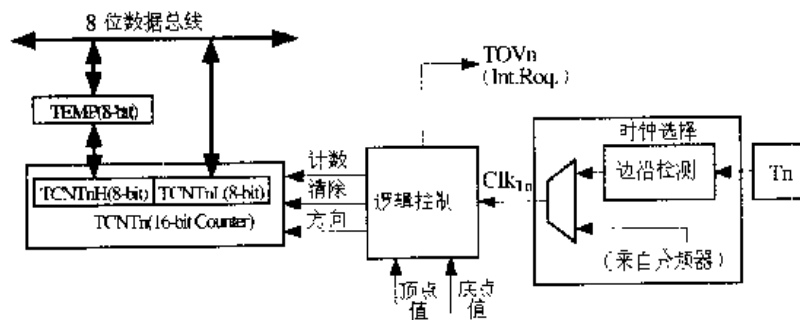 8 位数据总线
TOVn
(Int.Roq.)
TEMP(8-bit)
时钟选择
计数
边沿检测
Tn
TCNTnH(8-bit)
TCNTnL(8-bit)
清除
逻辑控制
ClkTn
TCNTn(16-bit Counter)
方向
(来自分频器)
顶点
值
底点
值